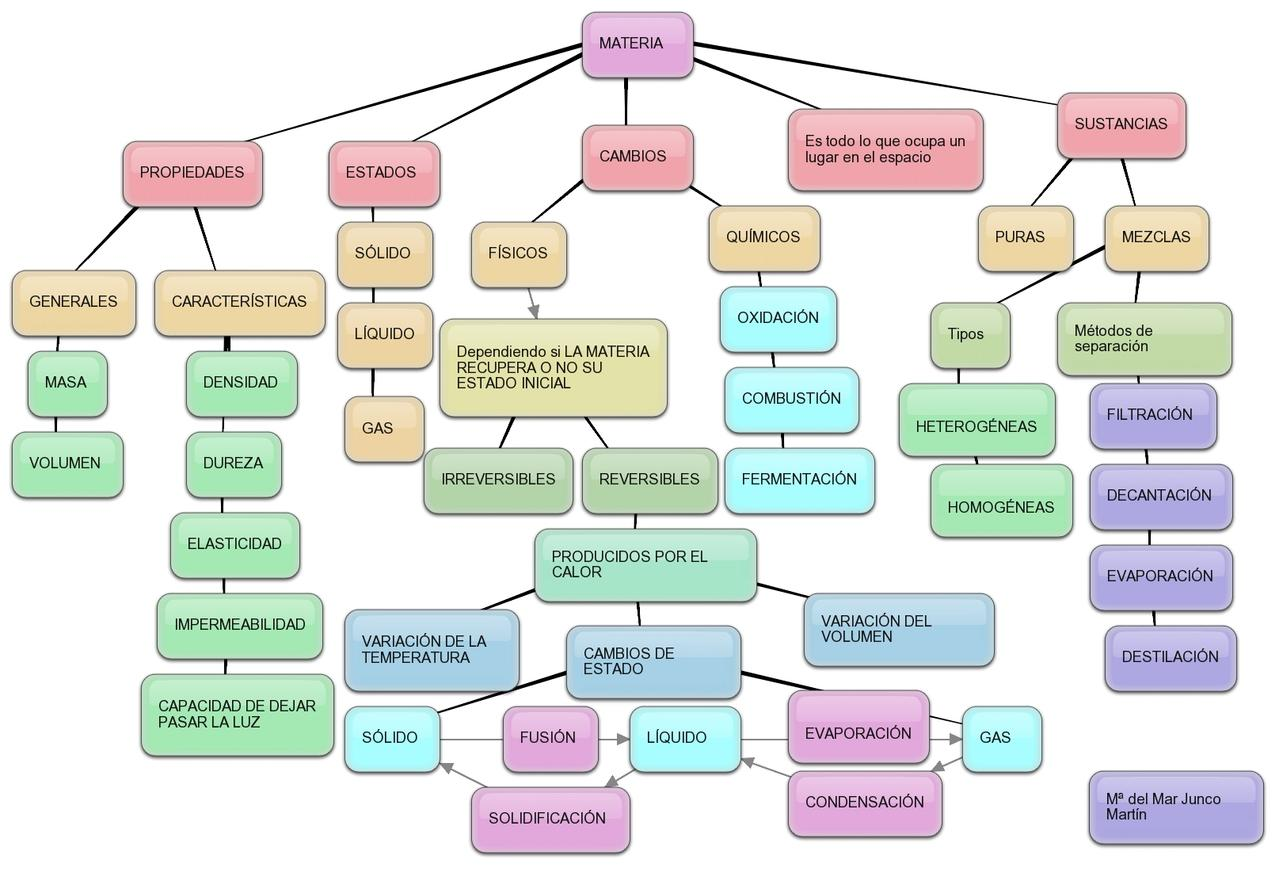 MATERIA
PROPIEDADES
ESTADOS
CAMBIOS
Es todo lo que ocupa un
lugar en el espacio
SUSTANCIAS
GENERALES
CARACTERÍSTICAS
MASA
VOLUMEN
DENSIDAD
DUREZA
ELASTICIDAD
IMPERMEABILIDAD
CAPACIDAD DE DEJAR
PASAR LA LUZ
SÓLIDO
LÍQUIDO
GAS
FÍSICOS
QUÍMICOS
Dependiendo si LA MATERIA
RECUPERA O NO SU
ESTADO INICIAL
IRREVERSIBLES
REVERSIBLES
OXIDACIÓN
COMBUSTIÓN
FERMENTACIÓN
PRODUCIDOS POR EL
CALOR
VARIACIÓN DE LA
TEMPERATURA
CAMBIOS DE
ESTADO
VARIACIÓN DEL
VOLUMEN
SÓLIDO
FUSIÓN
LÍQUIDO
EVAPORACIÓN
GAS
SOLIDIFICACIÓN
CONDENSACIÓN
PURAS
MEZCLAS
Tipos
HETEROGÉNEAS
HOMOGÉNEAS
Métodos de
separación
FILTRACIÓN
DECANTACIÓN
EVAPORACIÓN
DESTILACIÓN
Mª del Mar Junco
Martín